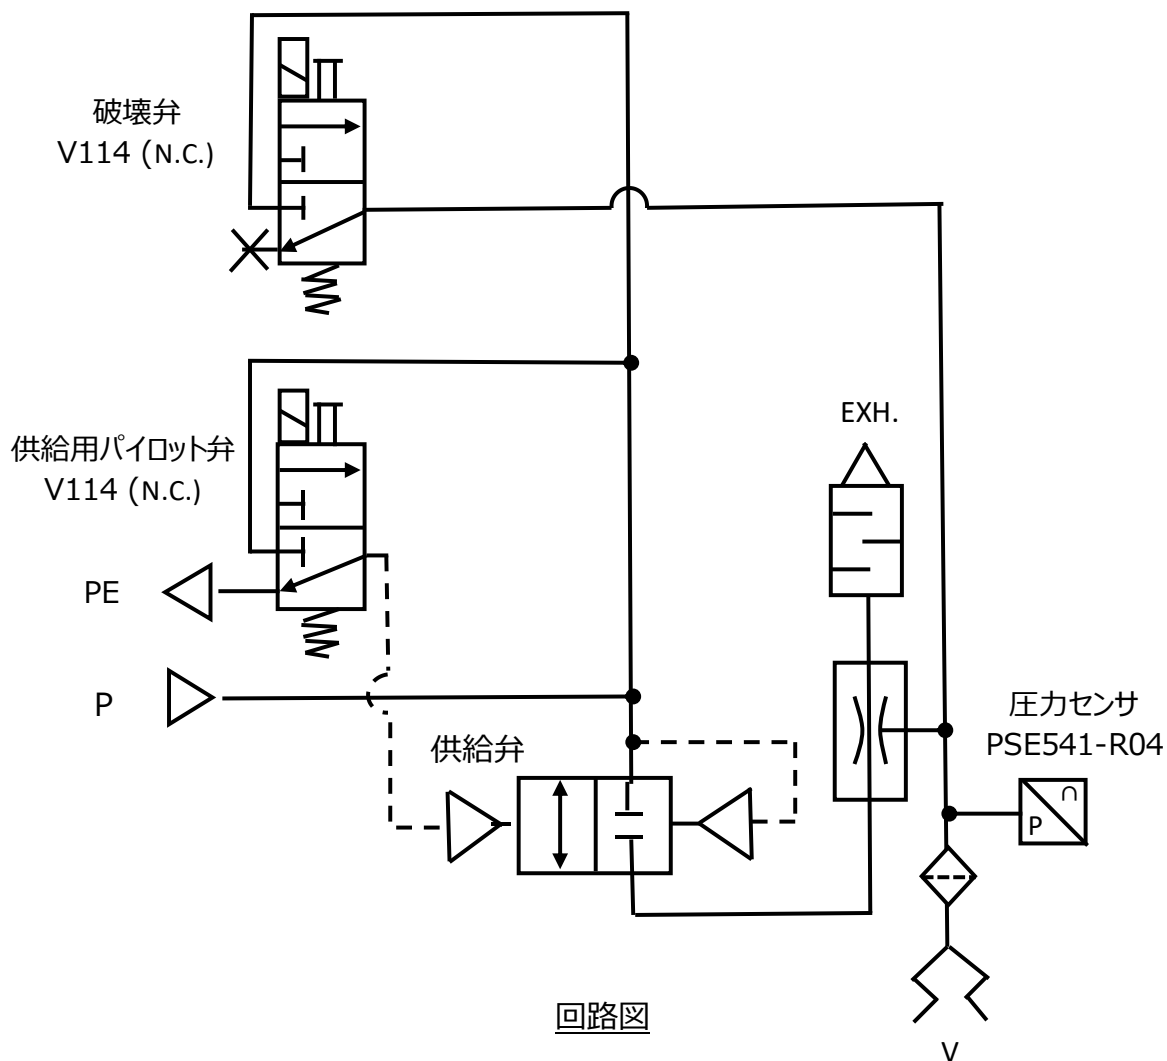 破壊弁
V114 (N.C.)
供給用パイロット弁
V114 (N.C.)
EXH.
PE
P
供給弁
圧力センサ
PSE541-R04
∩
P
回路図
V